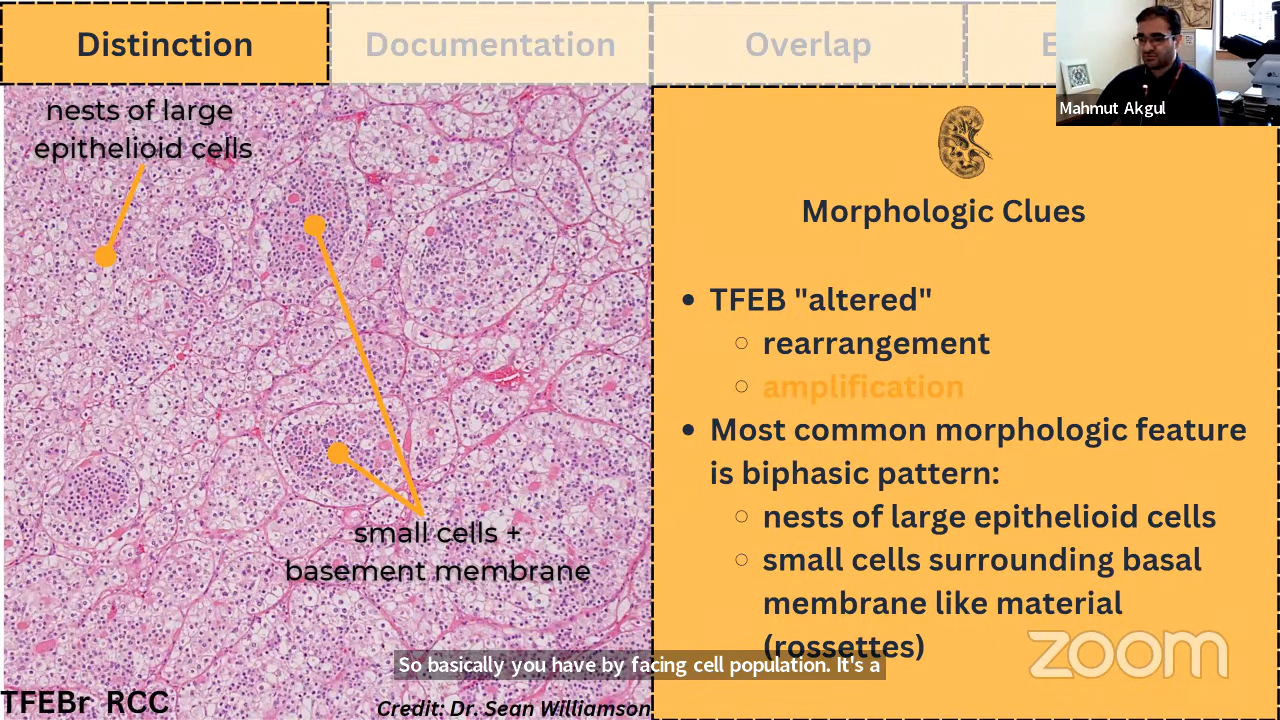 Distinction
Documentation
Overlap
E
Mahmut Akgul
nests of large
epithelioid cells
small cells +
basement membrane
TFEBr RCC
Credit: Dr. Sean Williamson
Morphologic Clues
• TFEB "altered"
○ rearrangement
○ amplification
• Most common morphologic feature
is biphasic pattern:
○ nests of large epithelioid cells
○ small cells surrounding basal
membrane like material
(rossettes)
So basically you have by facing cell population. It's a
zoom